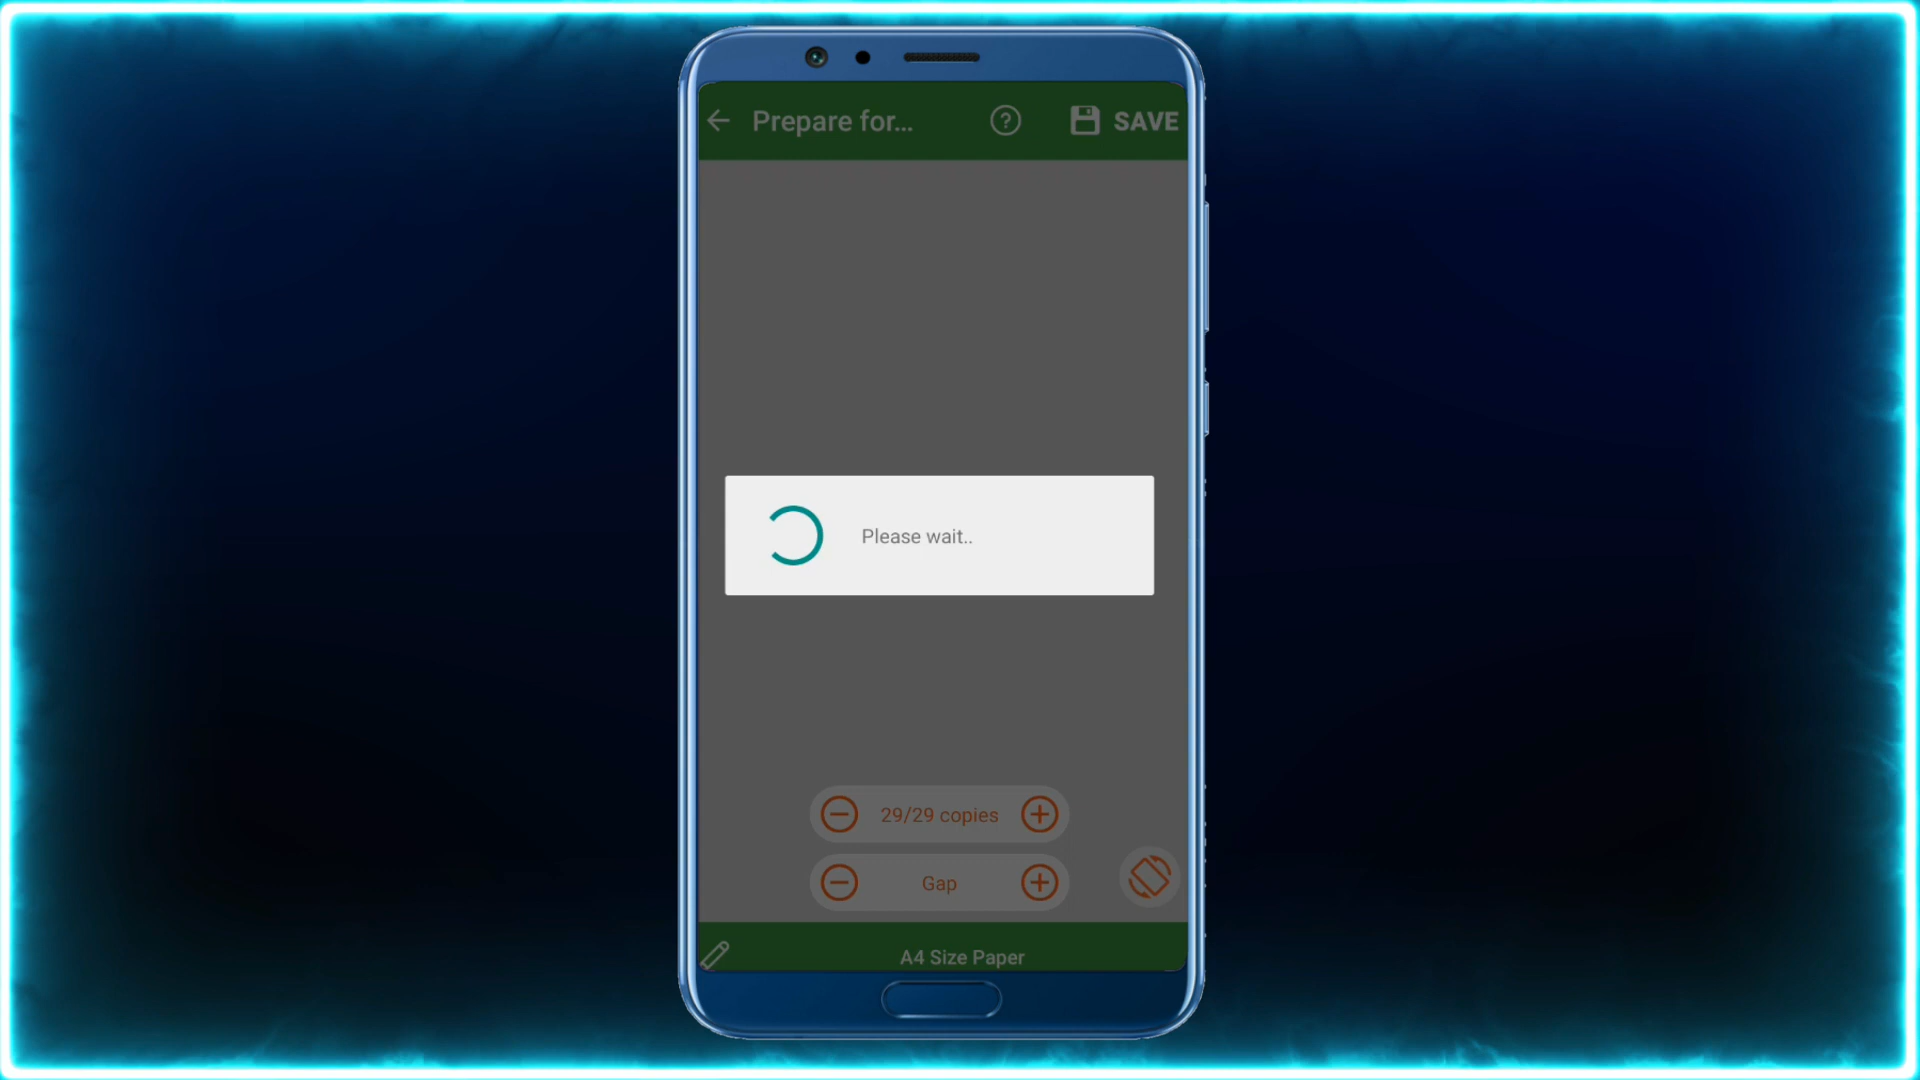 Prepare for...
SAVE
Please wait..
29/29 copies
Gap
A4 Size Paper